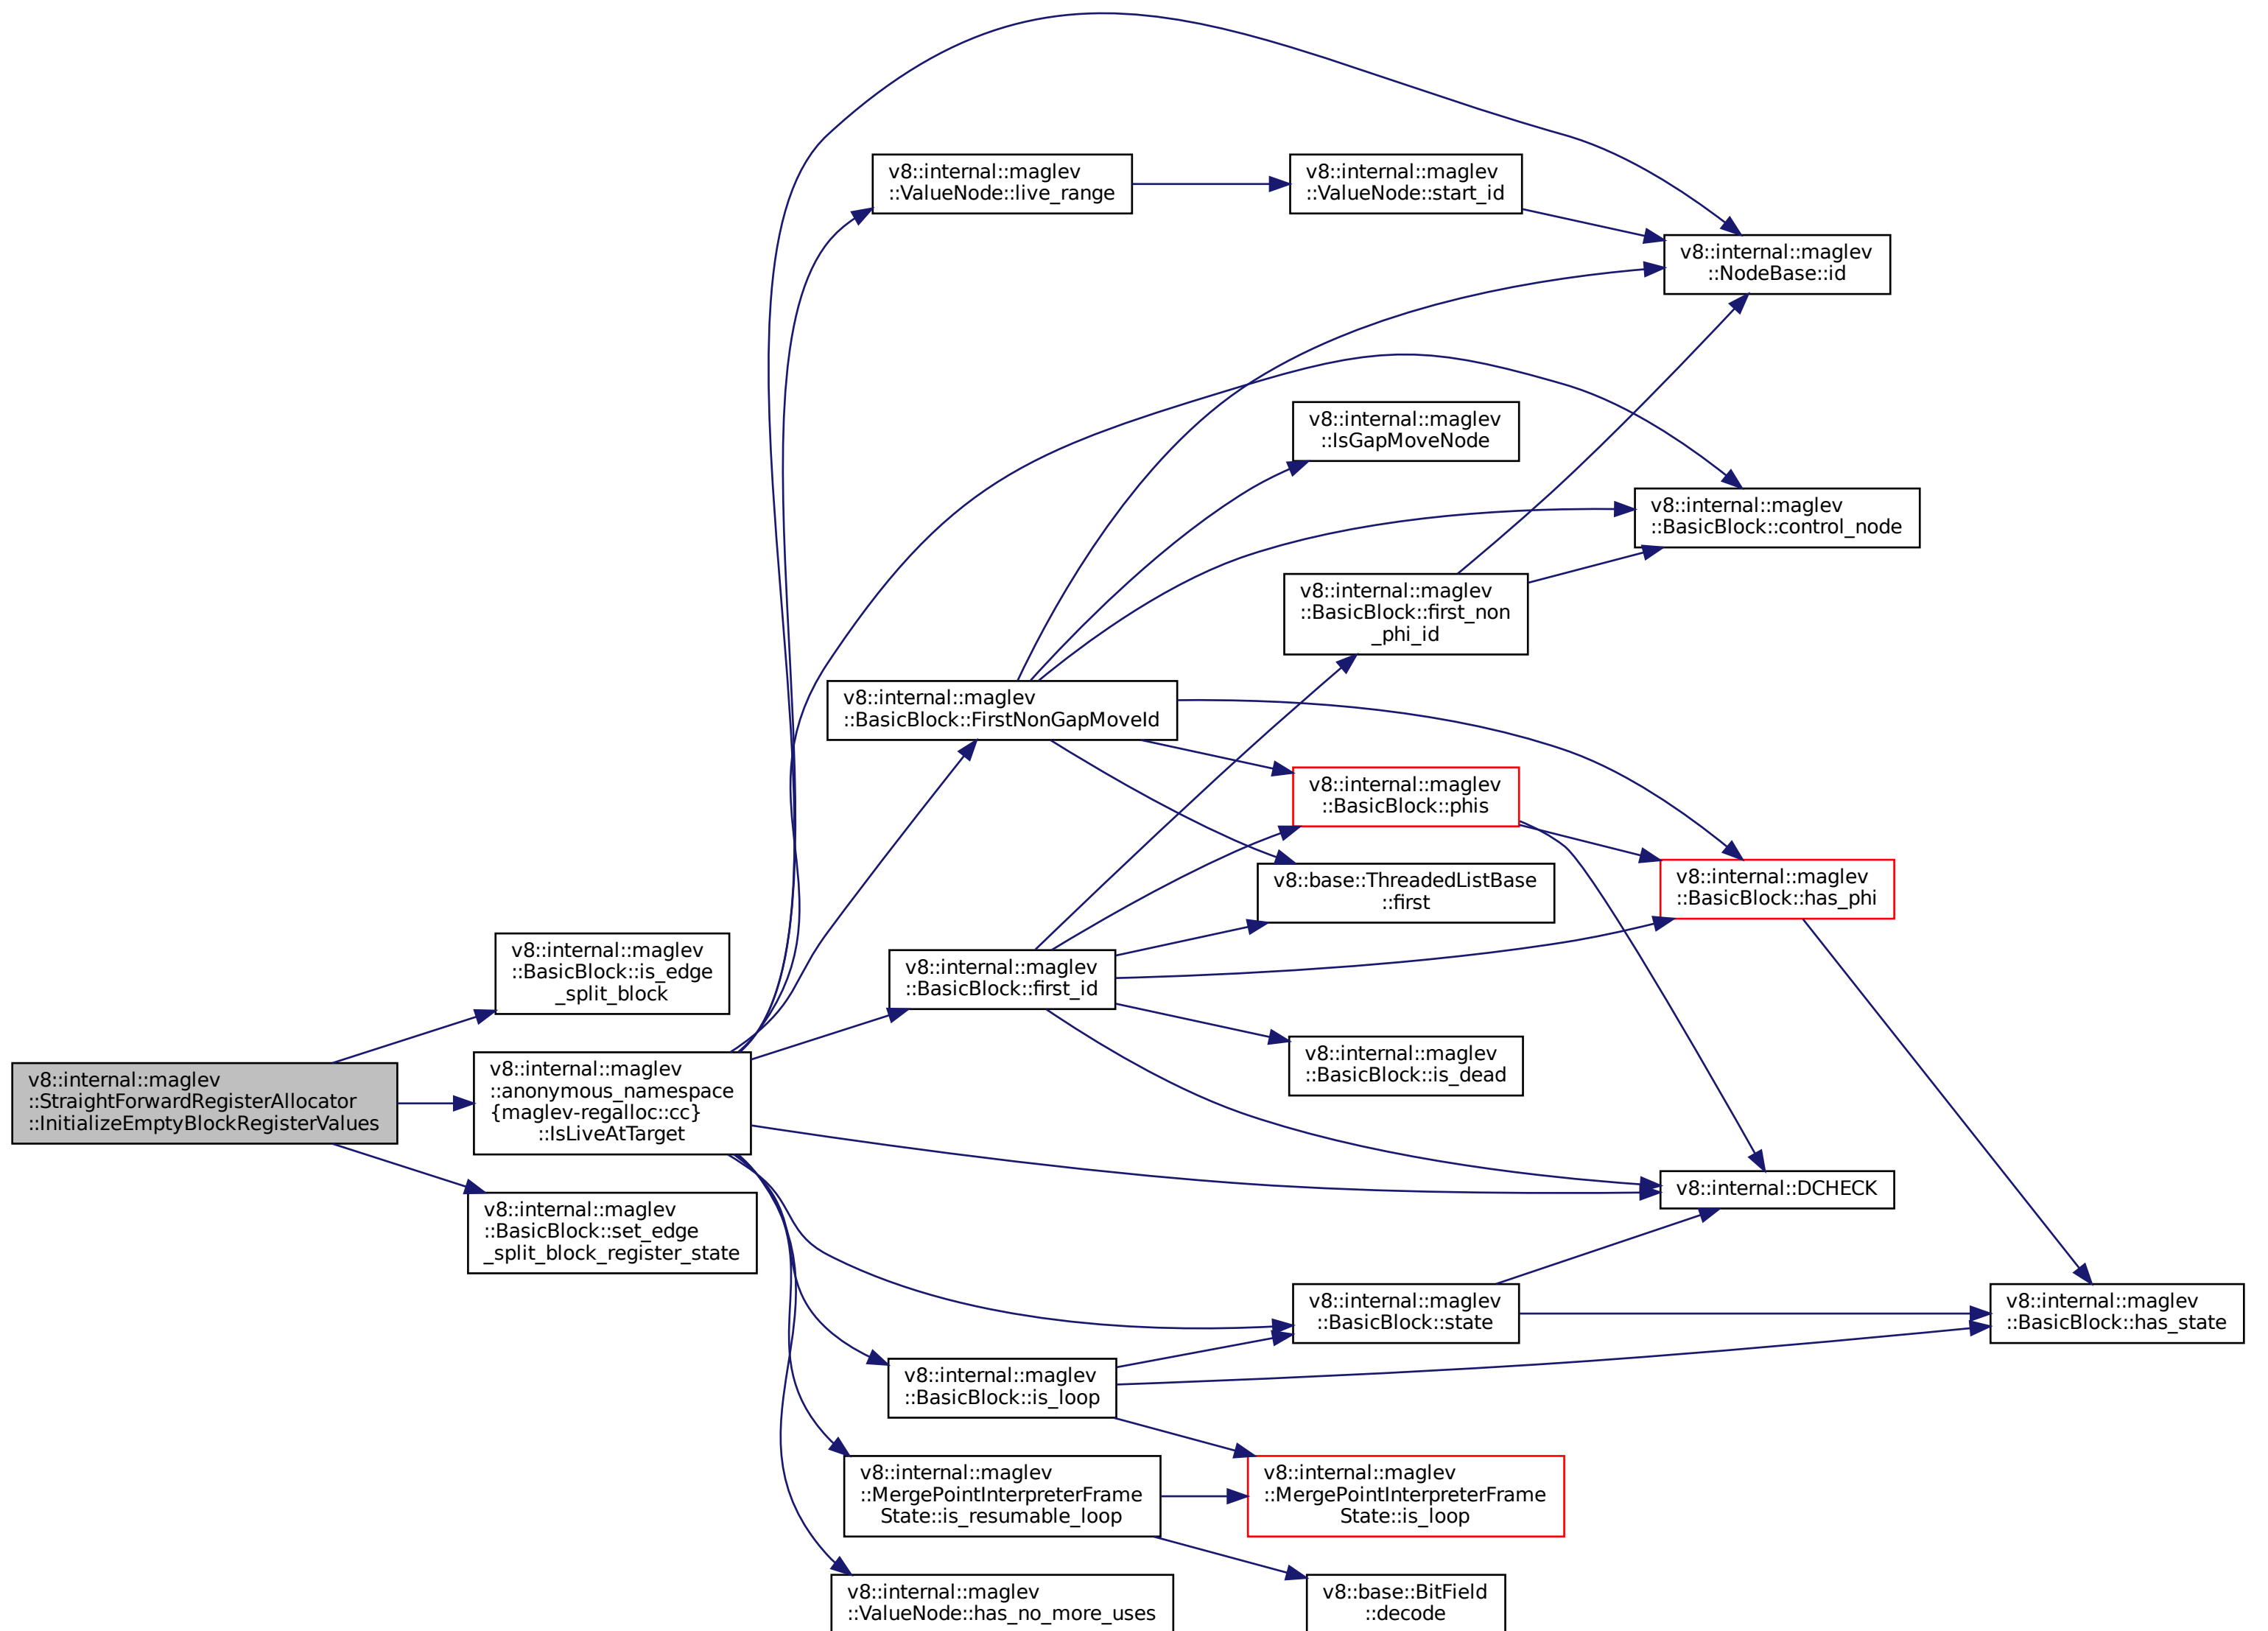 v8::internal::maglev
::StraightForwardRegisterAllocator
::InitializeEmptyBlockRegisterValues
v8::internal::maglev
::BasicBlock::is_edge
_split_block
v8::internal::maglev
::anonymous_namespace
{maglev-regalloc::cc}
::IsLiveAtTarget
v8::internal::maglev
::BasicBlock::set_edge
_split_block_register_state
v8::internal::maglev
::ValueNode::live_range
v8::internal::maglev
::BasicBlock::FirstNonGapMoveId
v8::internal::maglev
::BasicBlock::first_id
v8::internal::maglev
::BasicBlock::is_loop
v8::internal::maglev
::MergePointInterpreterFrame
State::is_resumable_loop
v8::internal::maglev
::ValueNode::has_no_more_uses
v8::internal::maglev
::ValueNode::start_id
v8::internal::maglev
::IsGapMoveNode
v8::internal::maglev
::BasicBlock::first_non
_phi_id
v8::internal::maglev
::BasicBlock::phis
v8::base::ThreadedListBase
::first
v8::internal::maglev
::BasicBlock::is_dead
v8::internal::maglev
::BasicBlock::state
v8::internal::maglev
::MergePointInterpreterFrame
State::is_loop
v8::base::BitField
::decode
v8::internal::maglev
::NodeBase::id
v8::internal::maglev
::BasicBlock::control_node
v8::internal::maglev
::BasicBlock::has_phi
v8::internal::DCHECK
v8::internal::maglev
::BasicBlock::has_state